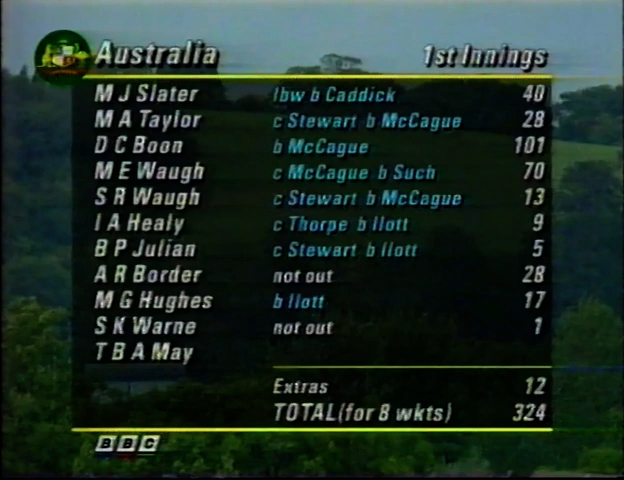 Australia 1st Innings
M J Slater lbw b Caddick 40
M A Taylor c Stewart b McCague 28
D C Boon b McCague 101
M E Waugh c McCague b Such 70
S R Waugh c Stewart b McCague 13
I A Healy c Thorpe b Ilott 9
B P Julian c Stewart b Ilott 5
A R Border not out 28
M G Hughes b Ilott 17
S K Warne not out 1
T B A May
Extras 12
TOTAL(for 8 wkts) 324
BBC